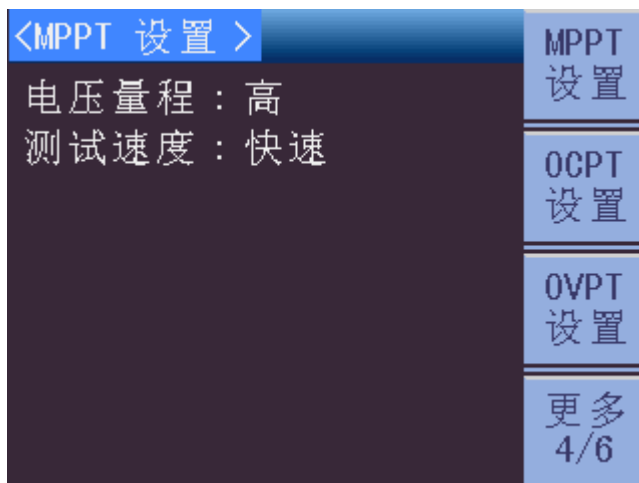 <MPPT 设置 >
电压量程：高
测试速度：快速
MPPT
设置
OCPT
设置
OVPT
设置
更多
4/6